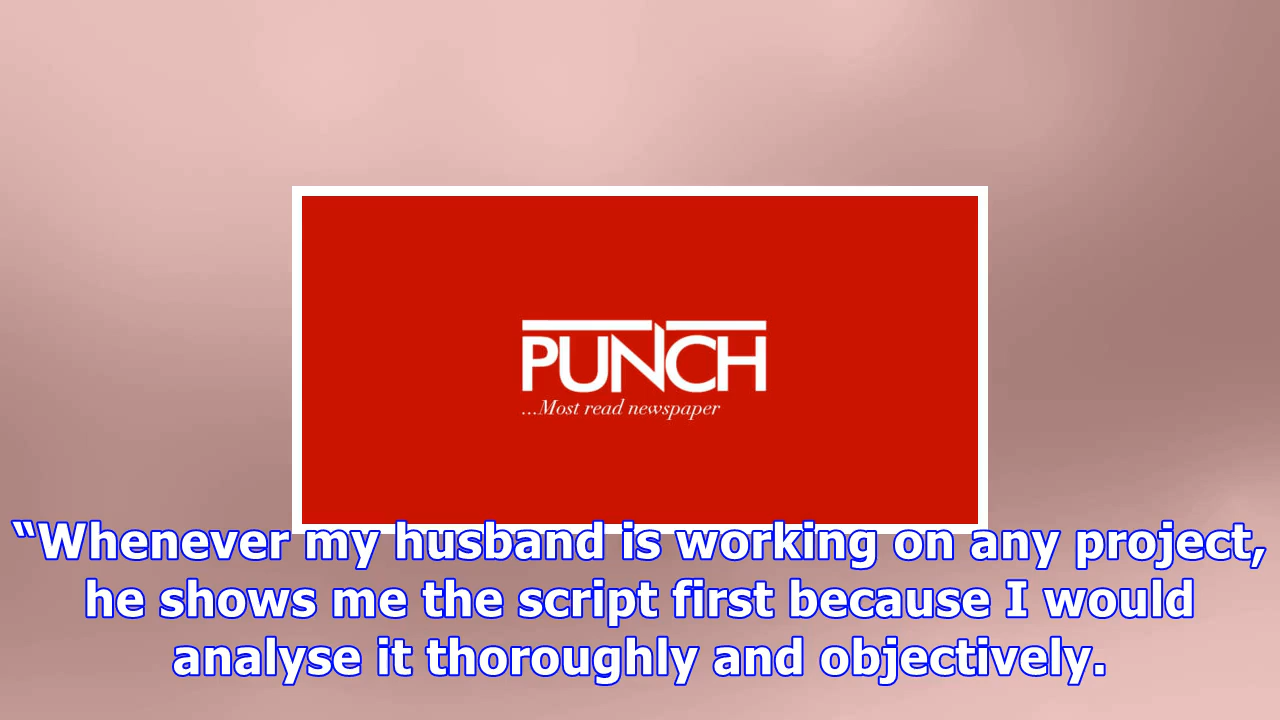 PUNCH
...Most read newspaper
“Whenever my husband is working on any project,
he shows me the script first because I would
analyse it thoroughly and objectively.